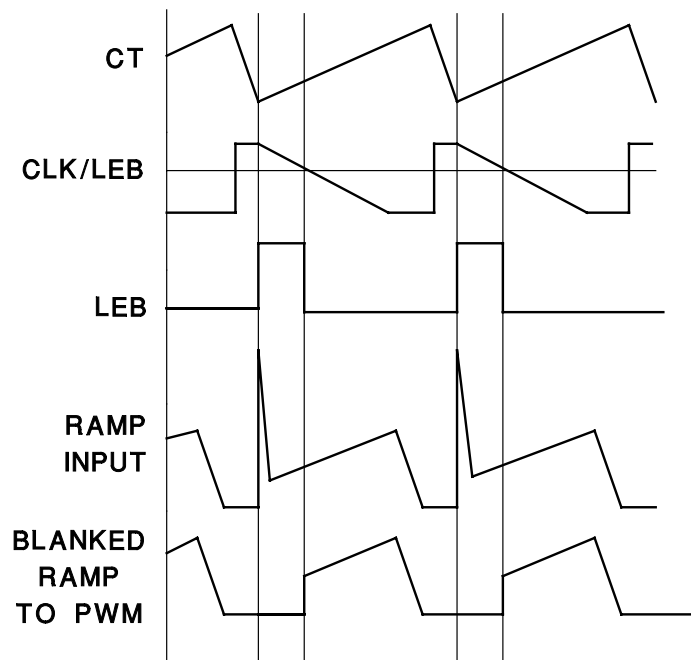 CT
CLK/LEB
LEB
RAMP
INPUT
BLANKED
RAMP
TO PWM